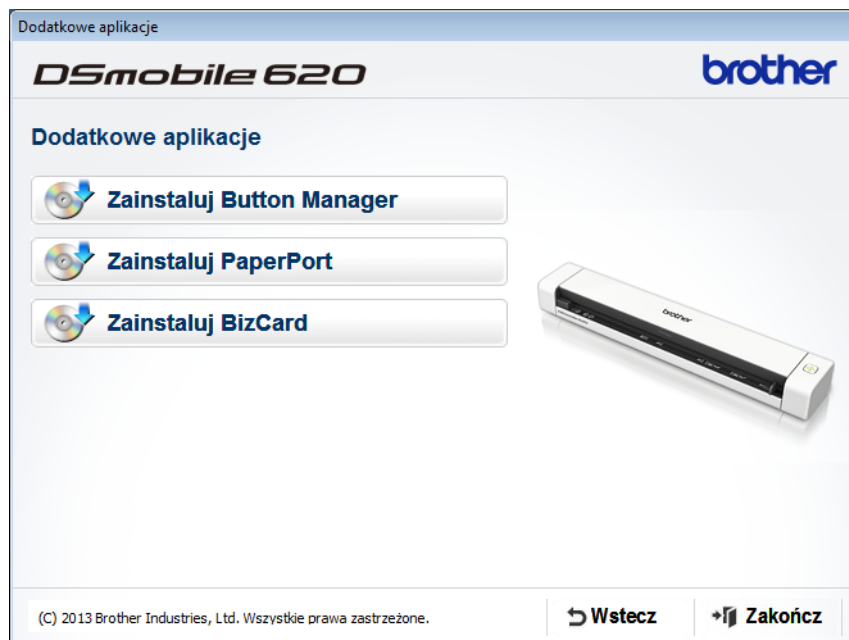 Dodatkowe aplikacje
DSmobile 620
brother
Dodatkowe aplikacje
Zainstaluj Button Manager
Zainstaluj PaperPort
brother
Zainstaluj BizCard
(C) 2013 Brother Industries, Ltd. Wszystkie prawa zastrzeżone.
Wstecz
Zakończ